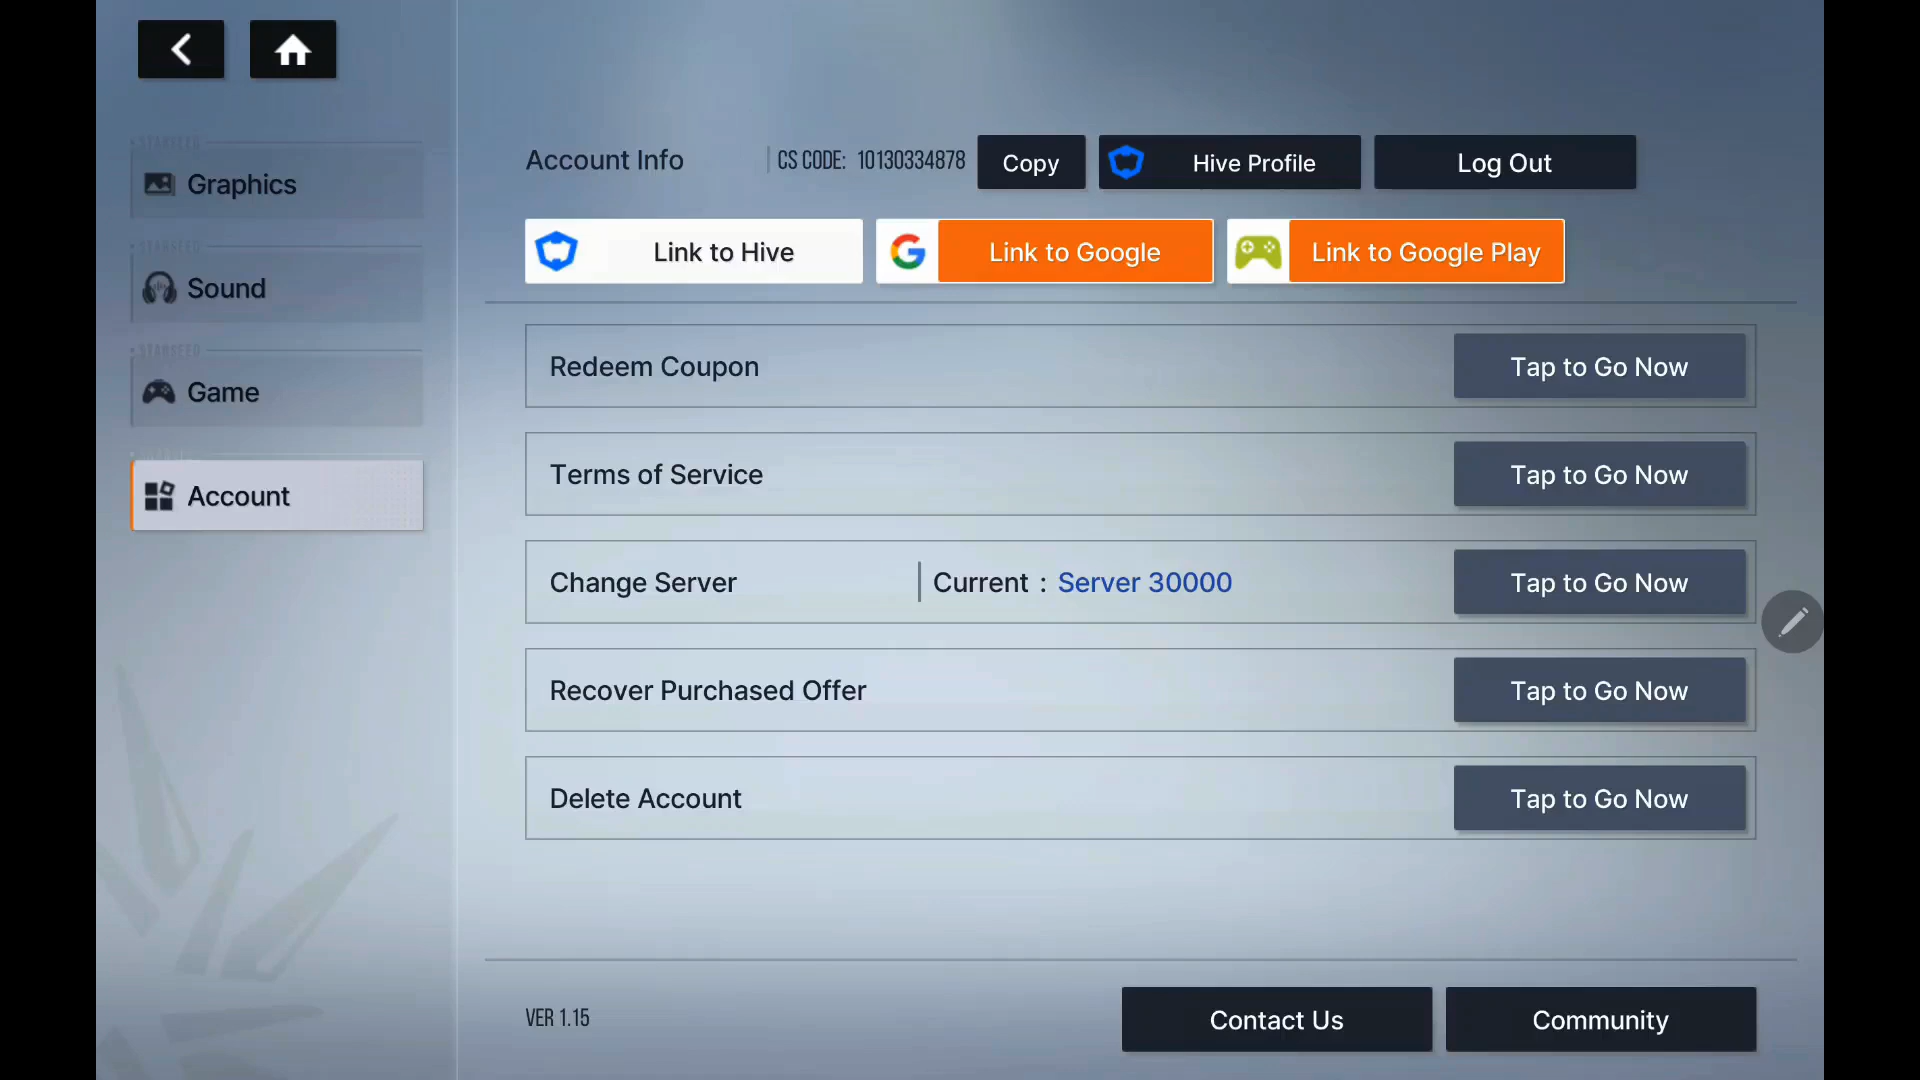 Account Info
CS CODE: 10130334878
Copy
Hive Profile
Log Out
STARSEED
Graphics
Link to Hive
Link to Google
Link to Google Play
STARSEED
Sound
Redeem Coupon
Tap to Go Now
STARSEED
Game
Terms of Service
Tap to Go Now
Account
Change Server
Current : Server 30000
Tap to Go Now
Recover Purchased Offer
Tap to Go Now
Delete Account
Tap to Go Now
VER 1.15
Contact Us
Community